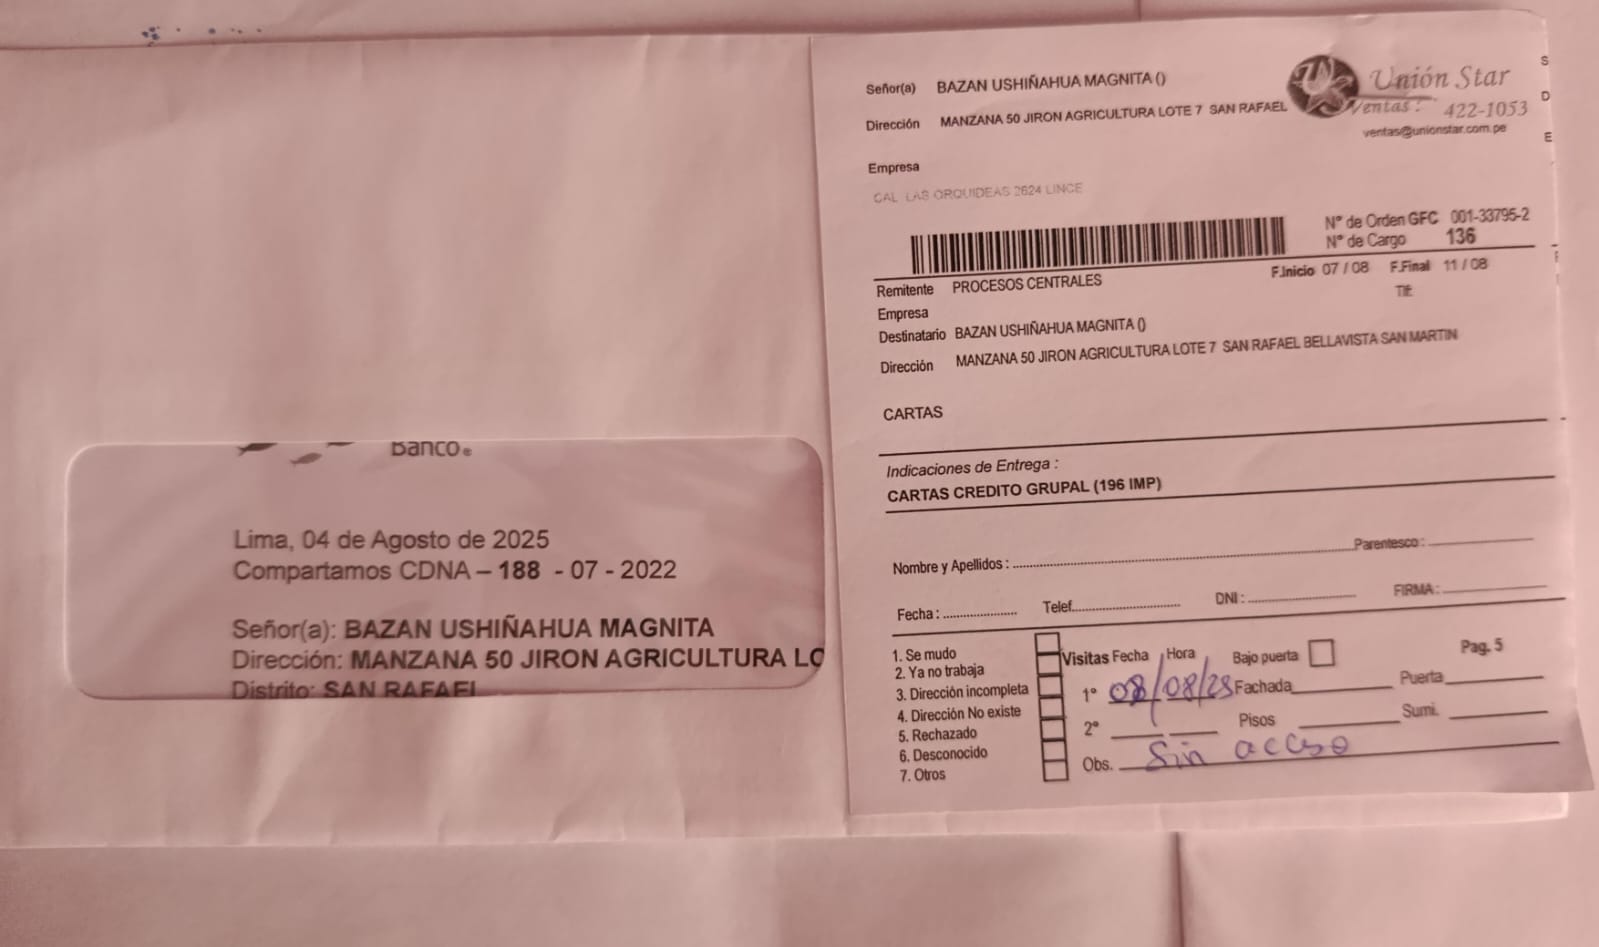 Banco®
Lima, 04 de Agosto de 2025
Compartamos CDNA – 188 - 07 - 2022
Señor(a): BAZAN USHIÑAHUA MAGNITA
Dirección: MANZANA 50 JIRON AGRICULTURA LO
Distrito: SAN RAFAEL
Señor(a) BAZAN USHIÑAHUA MAGNITA ()
Dirección MANZANA 50 JIRON AGRICULTURA LOTE 7 SAN RAFAEL
Unión Star
Ventas: 422-1053
ventas@unionstar.com.pe
S
D
E
Empresa
CAL LAS ORQUIDEAS 2624 LINCE
N° de Orden GFC 001-33795-2
N° de Cargo 136
F.Inicio 07 / 08 F.Final 11 / 08
Remitente PROCESOS CENTRALES
Empresa
Destinatario BAZAN USHIÑAHUA MAGNITA ()
Dirección MANZANA 50 JIRON AGRICULTURA LOTE 7 SAN RAFAEL BELLAVISTA SAN MARTIN
CARTAS
Indicaciones de Entrega :
CARTAS CREDITO GRUPAL (196 IMP)
Nombre y Apellidos : Parentesco :
Fecha : Telef. DNI : FIRMA :
1. Se mudo
2. Ya no trabaja
3. Dirección incompleta
4. Dirección No existe
5. Rechazado
6. Desconocido
7. Otros
Visitas Fecha Hora Bajo puerta Pag. 5
1° 08/08/25 Fachada Puerta
2° Pisos Sumi.
Obs. Sin acceso